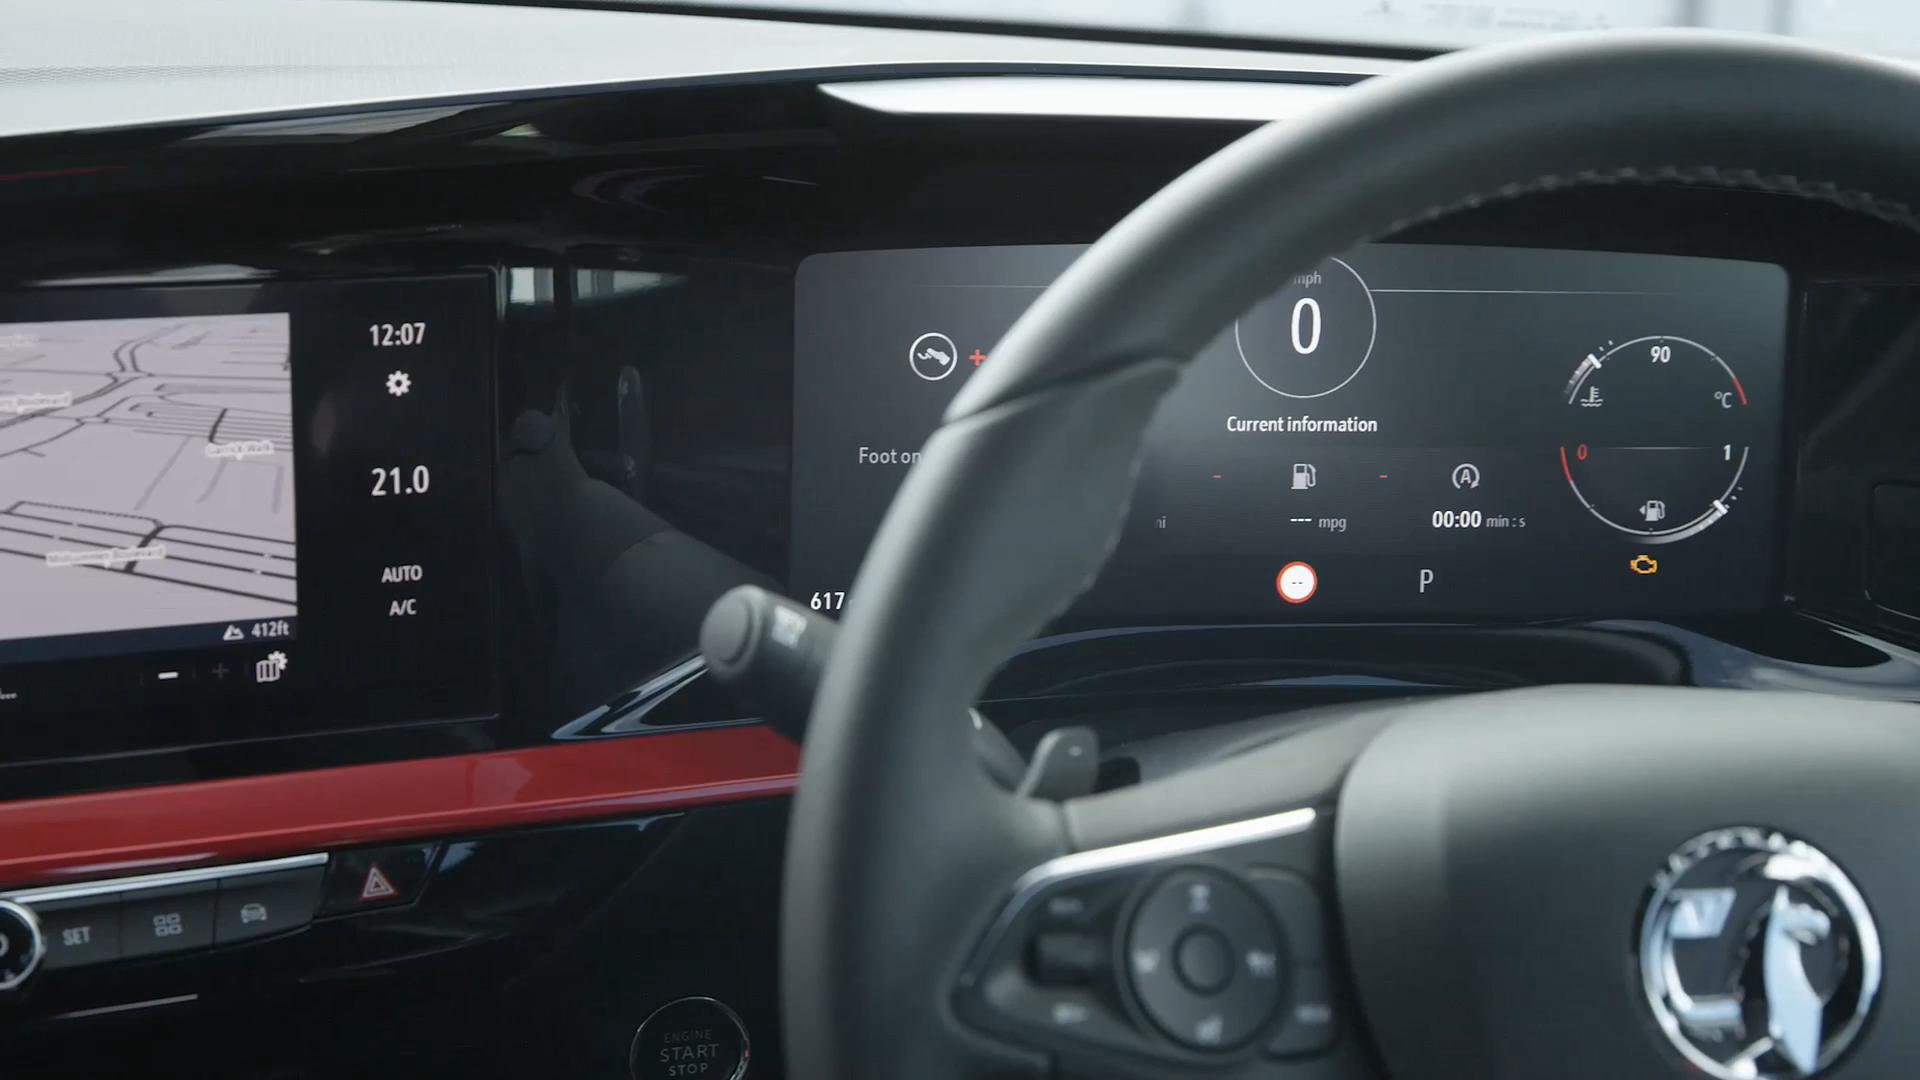 12:07
21.0
AUTO
A/C
412ft
mph
0
Current information
Foot on
--- mpg
00:00 min:s
617
--
P
90
°C
0
1
SET
ENGINE
START
STOP